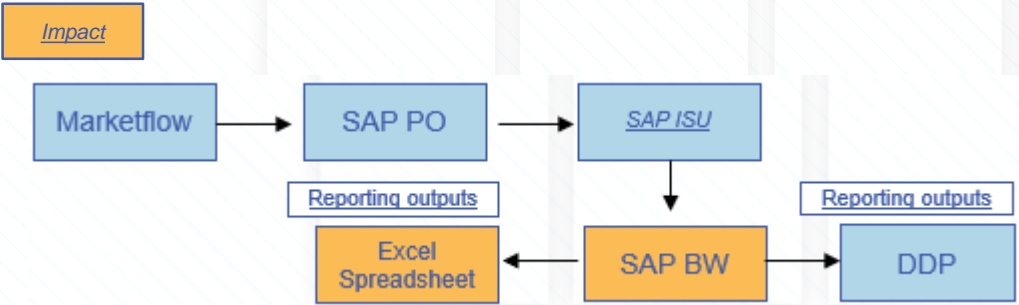 Impact
Marketflow
SAP PO
SAP ISU
Reporting outputs
Reporting outputs
Excel
Spreadsheet
SAP BW
DDP